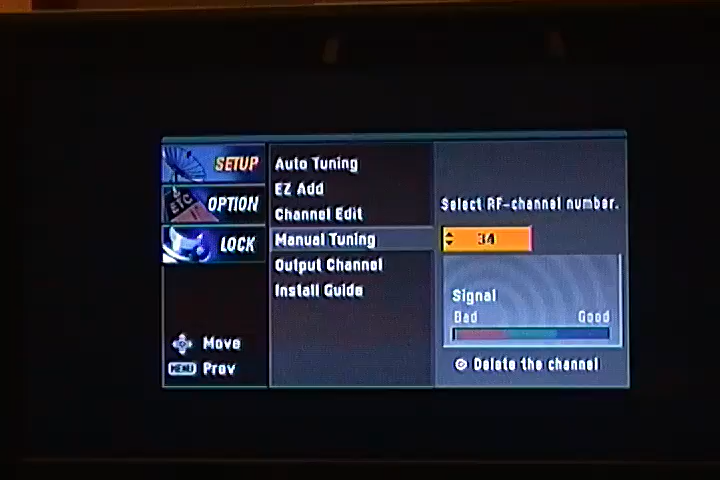 SETUP
ETC OPTION
LOCK
Move
MENU Prev
Auto Tuning
EZ Add
Channel Edit
Manual Tuning
Output Channel
Install Guide
Select RF-channel number.
34
Signal
Bad Good
Delete the channel